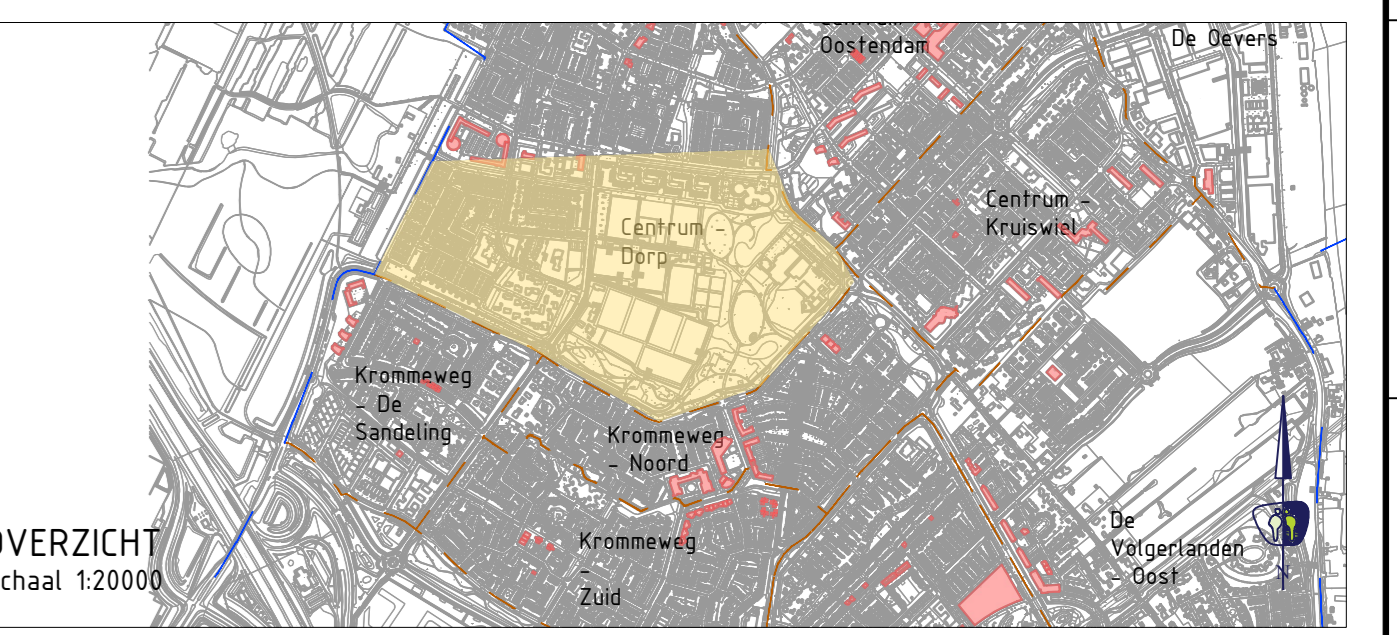 Oostendam
De Oevers
Centrum -
Kruiswiel
Centrum -
Dorp
Krommeweg
- De
Sandeling
Krommeweg
- Noord
Krommeweg
-
Zuid
De
Volgerlanden
- Oost
OVERZICHT
chaal 1:20000
N